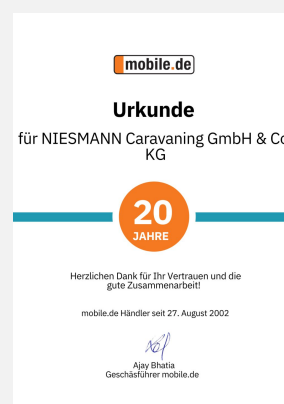 mobile.de
Urkunde
für NIESMANN Caravaning GmbH & Co
KG
20
JAHRE
Herzlichen Dank für Ihr Vertrauen und die
gute Zusammenarbeit!
mobile.de Händler seit 27. August 2002
Ajay Bhatia
Geschäsführer mobile.de